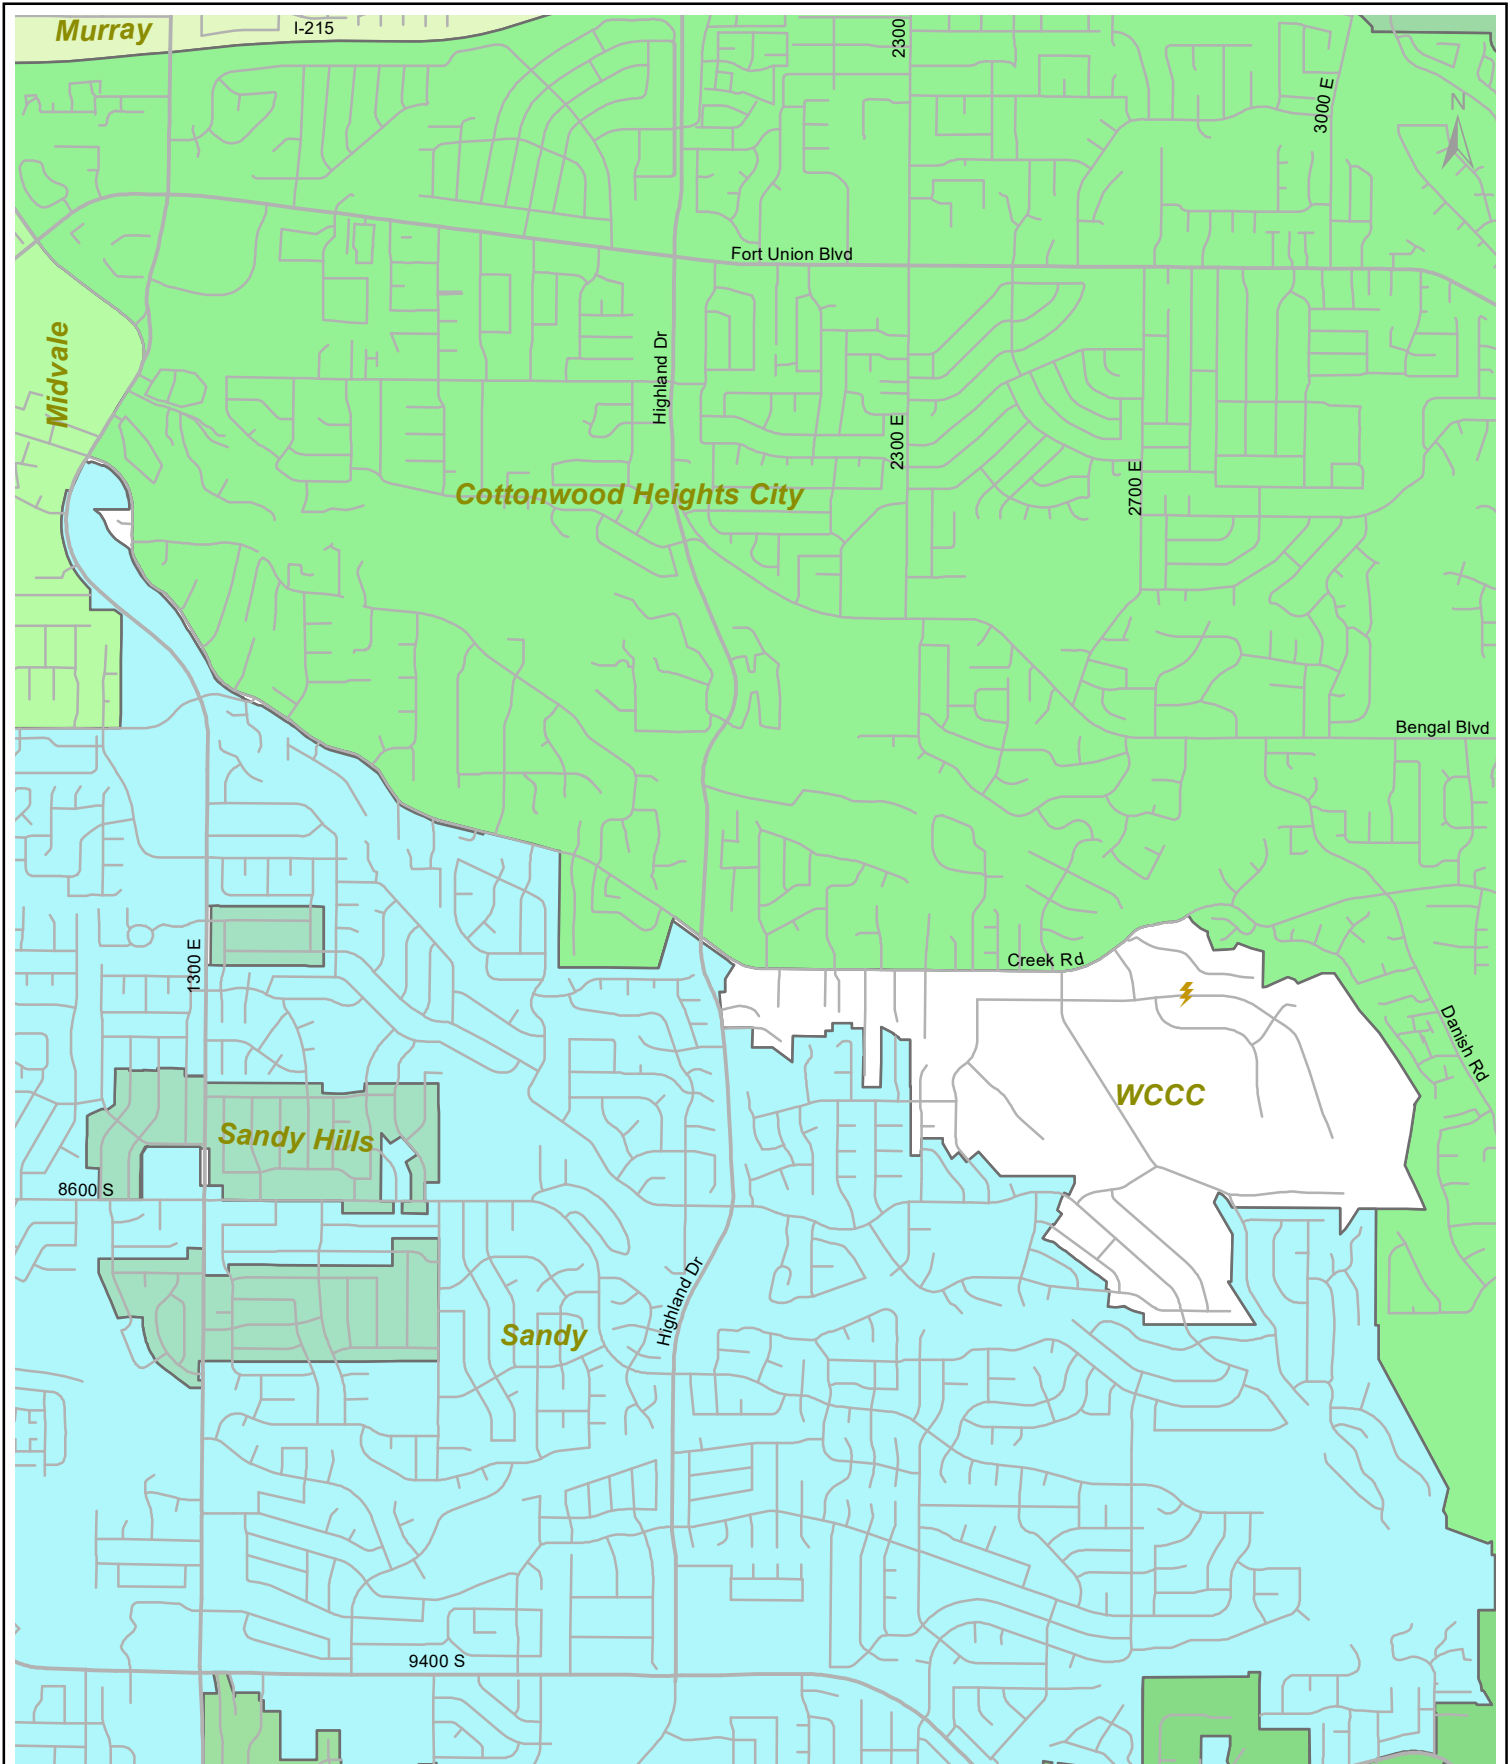 Murray
I-215
2300
3000 E
N
Fort Union Blvd
Midvale
Highland Dr
2300 E
2700 E
Cottonwood Heights City
Bengal Blvd
1300 E
Creek Rd
Danish Rd
WCCC
Sandy Hills
8600 S
Highland Dr
Sandy
9400 S